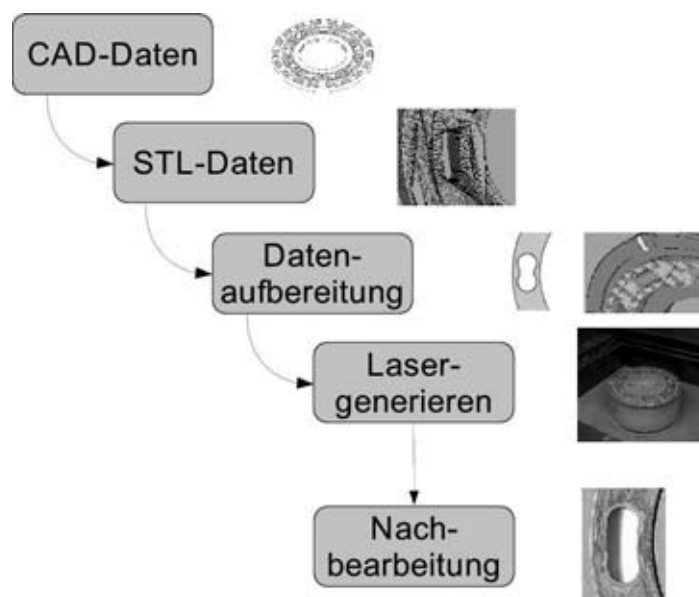 CAD-Daten
STL-Daten
Daten-
aufbereitung
Laser-
generieren
Nach-
bearbeitung